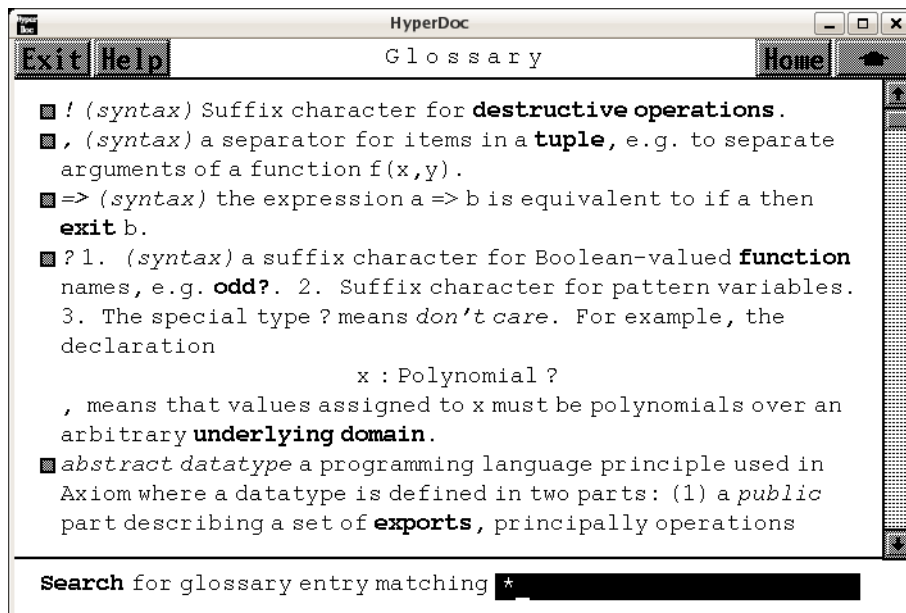 Hyper Doc
HyperDoc
Exit Help Glossary Home
! (syntax) Suffix character for destructive operations.
, (syntax) a separator for items in a tuple, e.g. to separate
arguments of a function f(x,y).
=> (syntax) the expression a => b is equivalent to if a then
exit b.
? 1. (syntax) a suffix character for Boolean-valued function
names, e.g. odd?. 2. Suffix character for pattern variables.
3. The special type ? means don't care. For example, the
declaration
x : Polynomial ?
, means that values assigned to x must be polynomials over an
arbitrary underlying domain.
abstract datatype a programming language principle used in
Axiom where a datatype is defined in two parts: (1) a public
part describing a set of exports, principally operations
Search for glossary entry matching *_